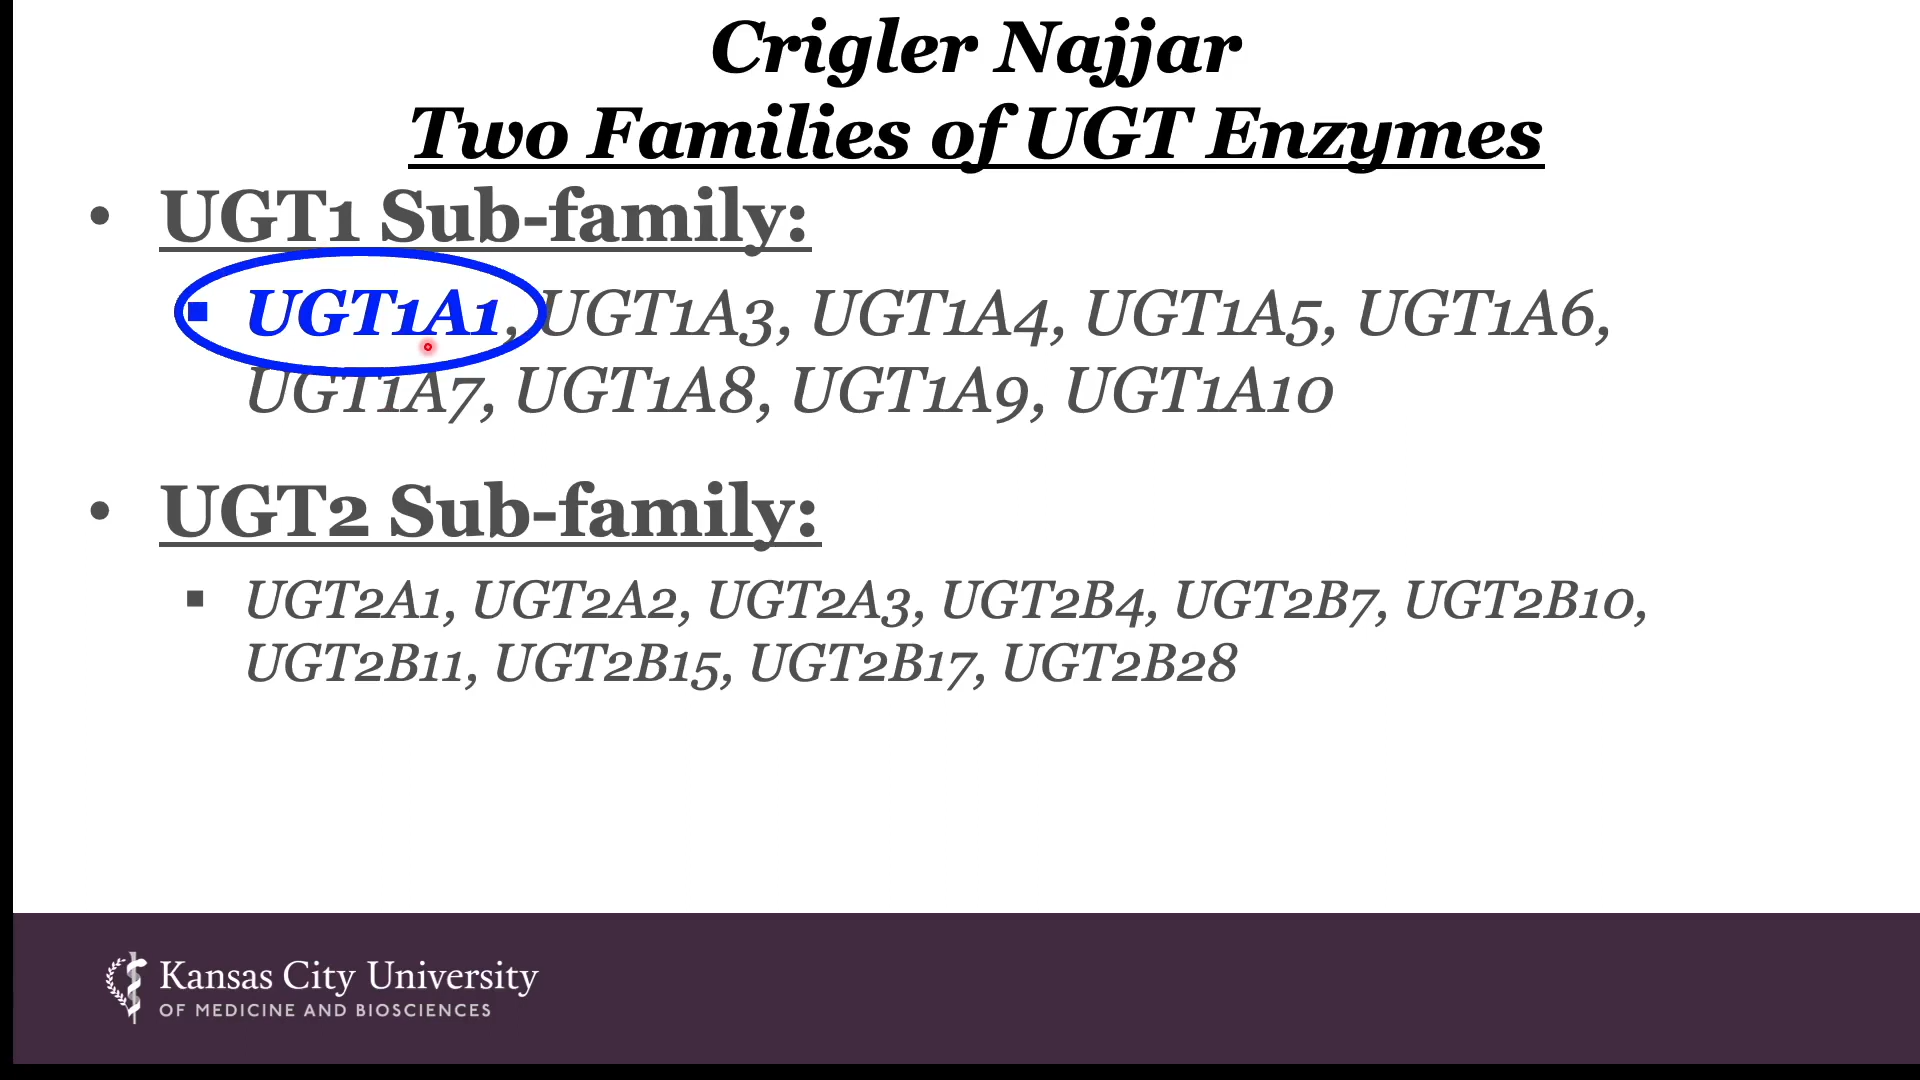 Crigler Najjar
Two Families of UGT Enzymes
• UGT1 Sub-family:
▪ UGT1A1, UGT1A3, UGT1A4, UGT1A5, UGT1A6,
UGT1A7, UGT1A8, UGT1A9, UGT1A10
• UGT2 Sub-family:
▪ UGT2A1, UGT2A2, UGT2A3, UGT2B4, UGT2B7, UGT2B10,
UGT2B11, UGT2B15, UGT2B17, UGT2B28
Kansas City University
OF MEDICINE AND BIOSCIENCES